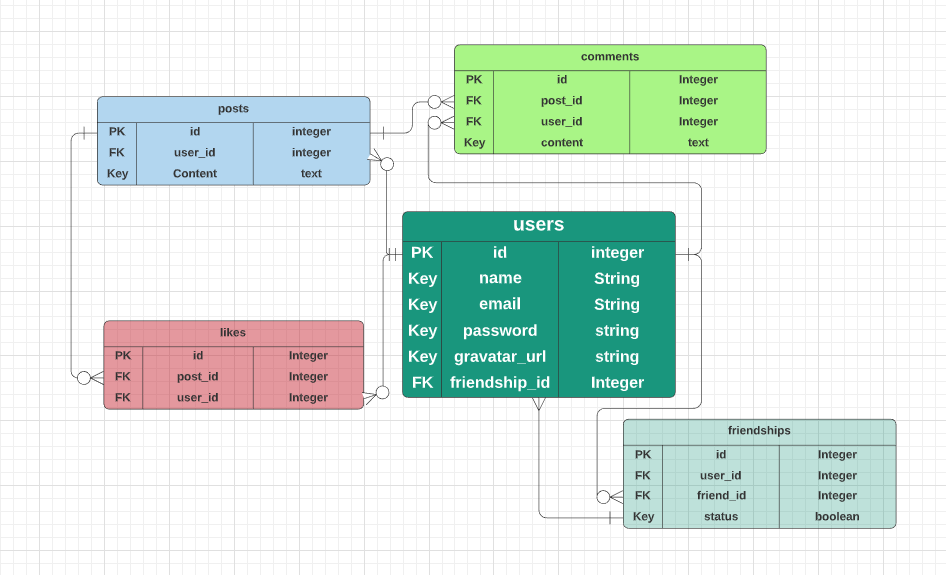 comments
PK id Integer
FK post_id Integer
FK user_id Integer
Key content text
posts
PK id integer
FK user_id integer
Key Content text
users
PK id integer
Key name String
Key email String
Key password string
Key gravatar_url string
FK friendship_id Integer
likes
PK id Integer
FK post_id Integer
FK user_id Integer
friendships
PK id Integer
FK user_id Integer
FK friend_id Integer
Key status boolean